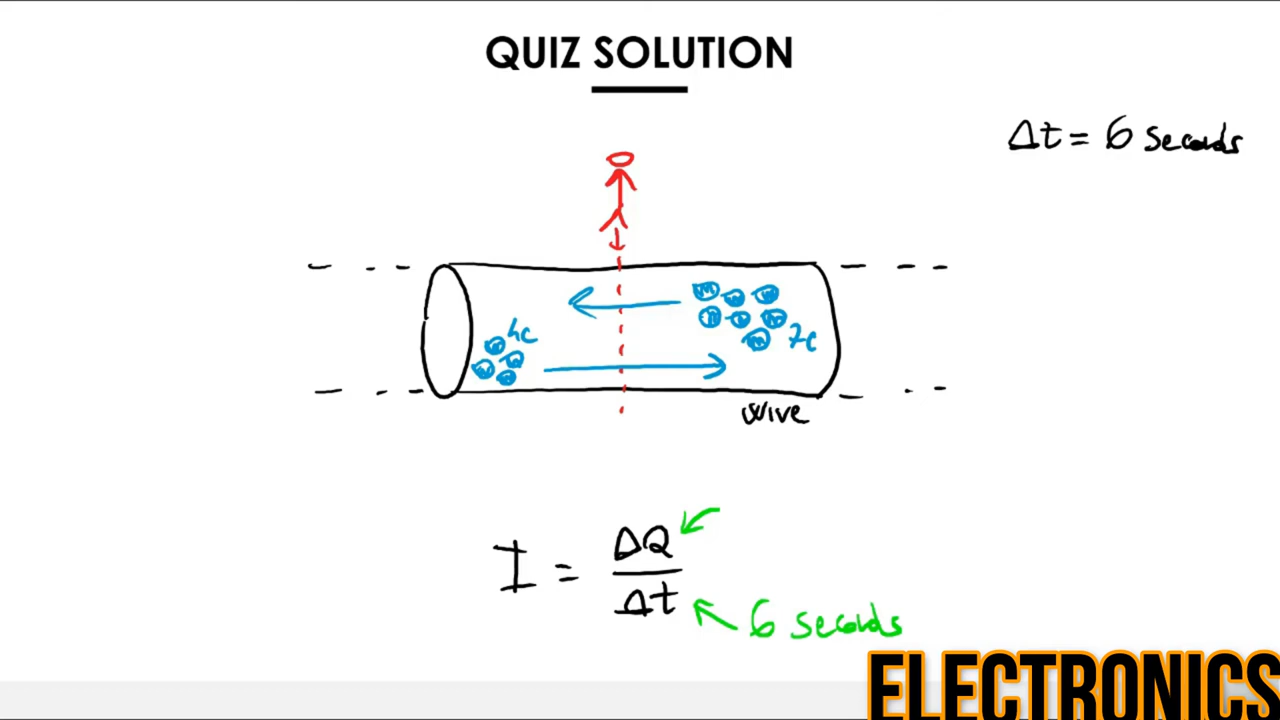 QUIZ SOLUTION
Δt = 6 seconds
4c
7c
wire
I = ΔQ / Δt
6 seconds
ELECTRONICS